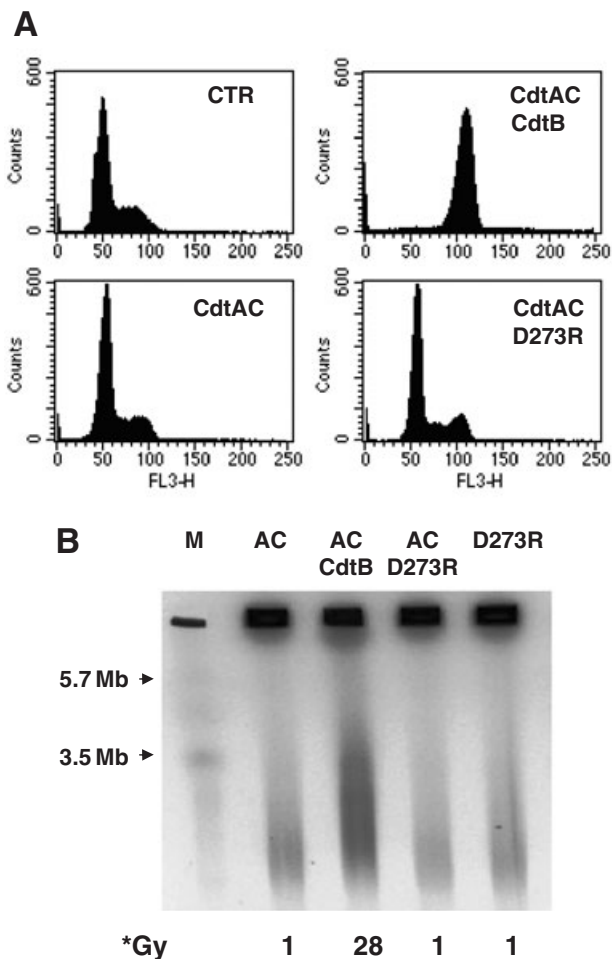 A
600
Counts
0
CTR
0 50 100 150 200 250
600
Counts
0
CdtAC
CdtB
0 50 100 150 200 250
600
Counts
0
CdtAC
0 50 100 150 200 250
FL3-H
600
Counts
0
CdtAC
D273R
0 50 100 150 200 250
FL3-H
B
M AC AC AC D273R
CdtB D273R
5.7 Mb
3.5 Mb
*Gy 1 28 1 1